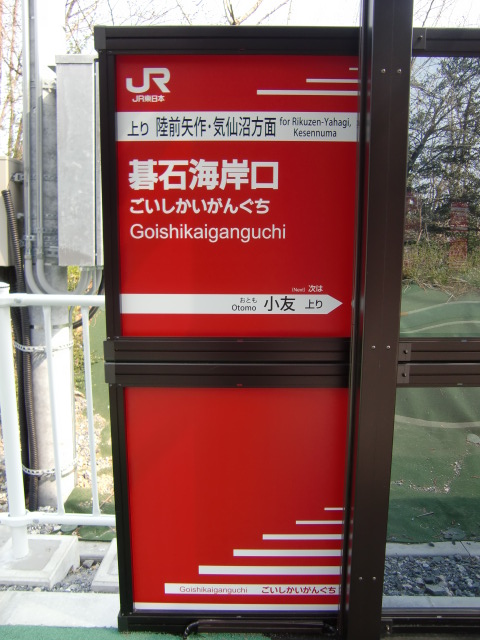 JR
JR東日本
上り 陸前矢作・気仙沼方面 for Rikuzen-Yahagi, Kesennuma
碁石海岸口
ごいしかいがんぐち
Goishikaiganguchi
(Next) 次は
おとも
Otomo 小友 上り
Goishikaiganguchi ごいしかいがんぐち